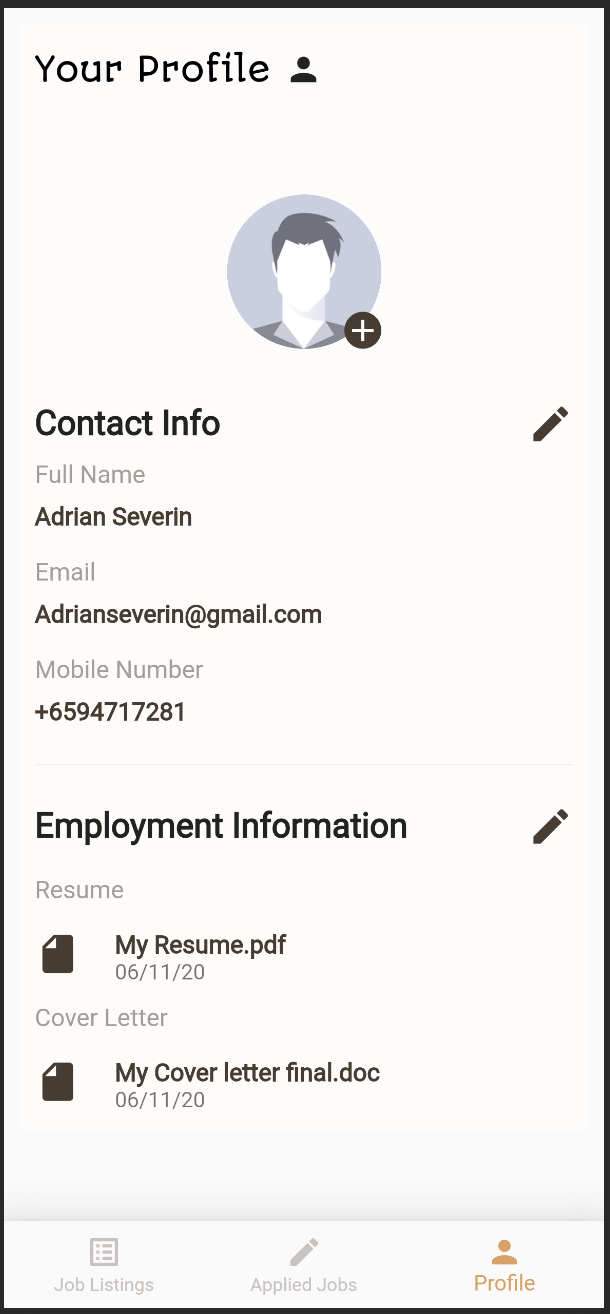 Your Profile
Contact Info
Full Name
Adrian Severin
Email
Adrianseverin@gmail.com
Mobile Number
+6594717281
Employment Information
Resume
My Resume.pdf
06/11/20
Cover Letter
My Cover letter final.doc
06/11/20
Job Listings
Applied Jobs
Profile